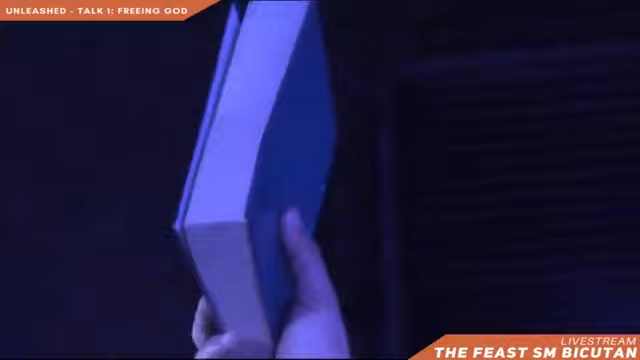 UNLEASHED - TALK 1: FREEING GOD
LIVESTREAM
THE FEAST SM BICUTAN